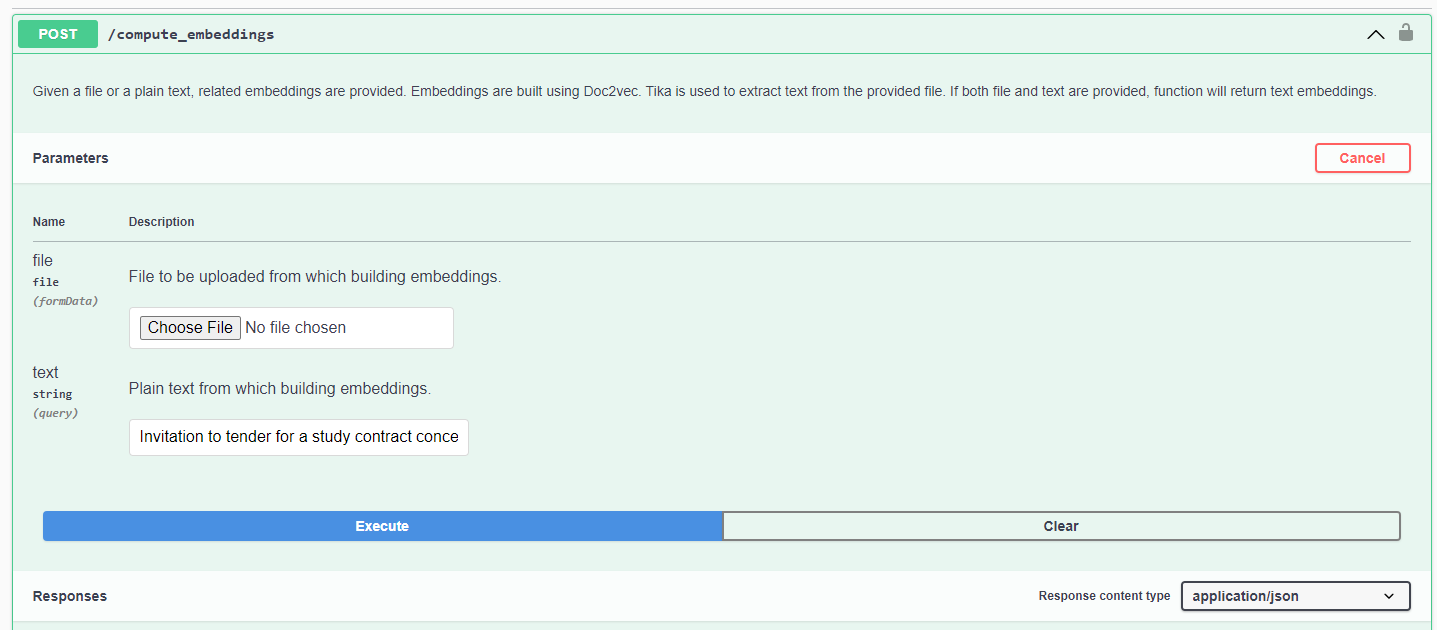 POST /compute_embeddings
Given a file or a plain text, related embeddings are provided. Embeddings are built using Doc2vec. Tika is used to extract text from the provided file. If both file and text are provided, function will return text embeddings.
Parameters
Cancel
Name Description
file
file
(formData)
File to be uploaded from which building embeddings.
Choose File No file chosen
text
string
(query)
Plain text from which building embeddings.
Invitation to tender for a study contract conce
Execute Clear
Responses Response content type application/json